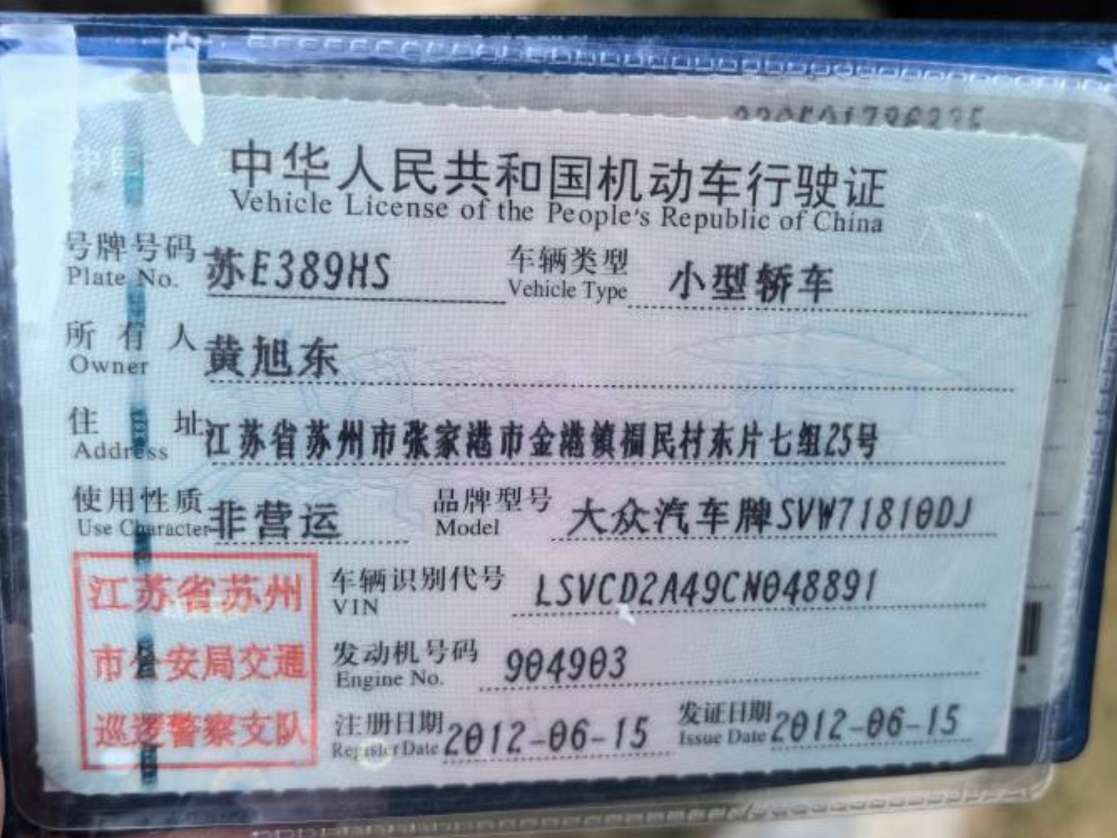 中华人民共和国机动车行驶证
Vehicle License of the People's Republic of China
号牌号码 苏E389HS 车辆类型 小型轿车
Plate No. Vehicle Type
所有人 黄旭东
Owner
住址 江苏省苏州市张家港市金港镇福民村东片七组25号
Address
使用性质 非营运 品牌型号 大众汽车牌SVW71810DJ
Use Character Model
江苏省苏州
市公安局交通
巡逻警察支队
车辆识别代号 LSVCD2A49CN048891
VIN
发动机号码 904903
Engine No.
注册日期 2012-06-15 发证日期 2012-06-15
Register Date Issue Date